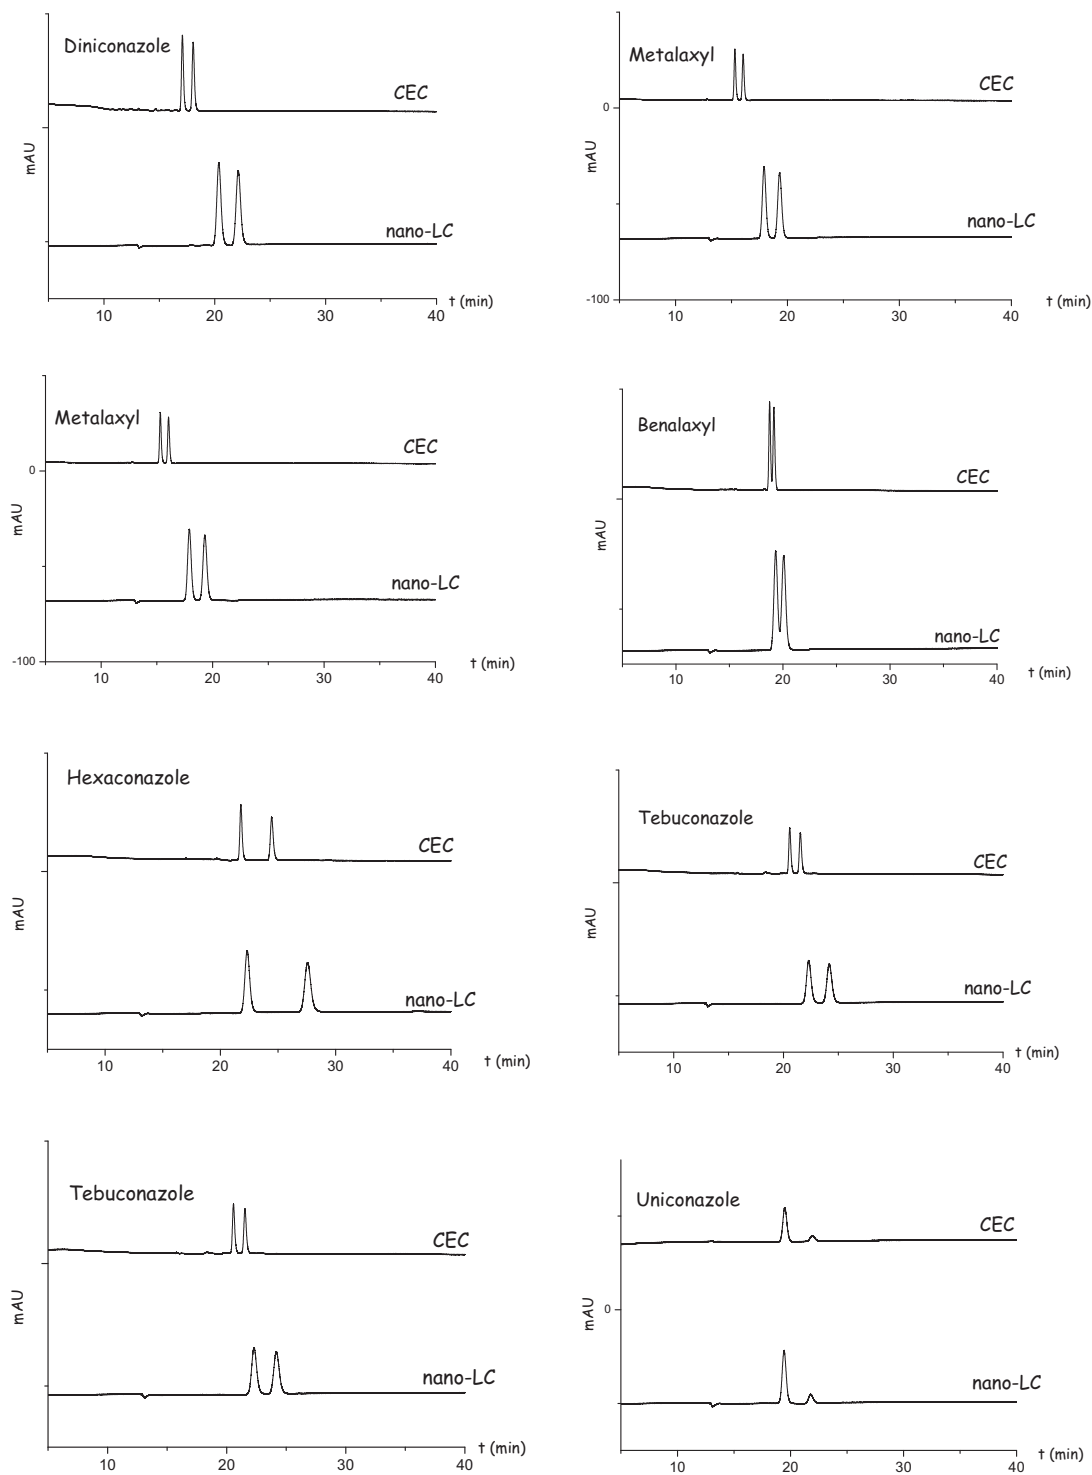 Diniconazole
CEC
mAU
nano-LC
t (min)
10 20 30 40
Metalaxyl
CEC
0
mAU
nano-LC
-100
t (min)
10 20 30 40
Metalaxyl
CEC
0
mAU
nano-LC
-100
t (min)
10 20 30 40
Benalaxyl
CEC
mAU
nano-LC
t (min)
10 20 30 40
Hexaconazole
CEC
mAU
nano-LC
t (min)
10 20 30 40
Tebuconazole
CEC
mAU
nano-LC
t (min)
10 20 30 40
Tebuconazole
CEC
mAU
nano-LC
t (min)
10 20 30 40
Uniconazole
CEC
0
mAU
nano-LC
t (min)
10 20 30 40